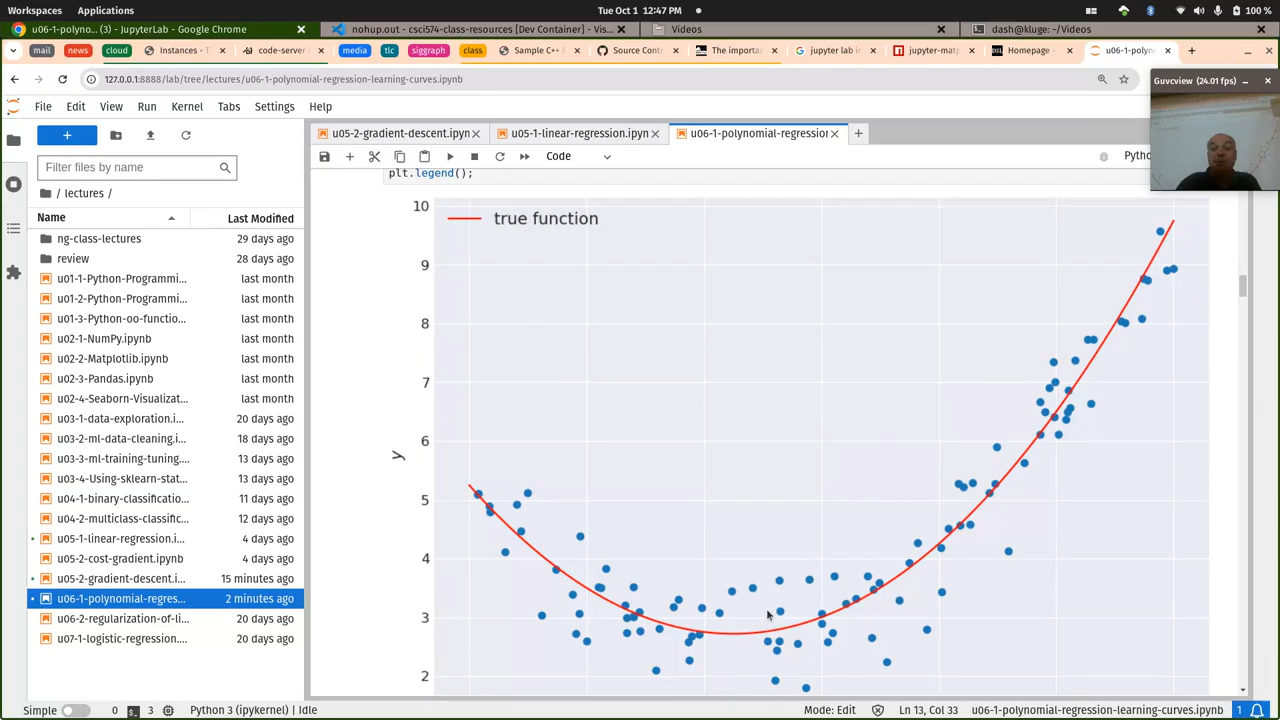 Workspaces Applications Tue Oct 1 12:47 PM 100 %
u06-1-polyno… (3) - JupyterLab - Google Chrome nohup.out - csci574-class-resources [Dev Container] - Vis… Videos dash@kluge: ~/Videos
mail news cloud Instances - T code-server media tlc siggraph class Sample C++ Source Contr The importa jupyter lab npm jupyter-mat Homepage - u06-1-polyn
127.0.0.1:8888/lab/tree/lectures/u06-1-polynomial-regression-learning-curves.ipynb
Guvcview (24.01 fps)
File Edit View Run Kernel Tabs Settings Help
u05-2-gradient-descent.ipyn u05-1-linear-regression.ipyn u06-1-polynomial-regression
Code
Pytho
Filter files by name
/ lectures /
Name Last Modified
ng-class-lectures 29 days ago
review 28 days ago
u01-1-Python-Programmi… last month
u01-2-Python-Programmi… last month
u01-3-Python-oo-functio… last month
u02-1-NumPy.ipynb last month
u02-2-Matplotlib.ipynb last month
u02-3-Pandas.ipynb last month
u02-4-Seaborn-Visualizat… last month
u03-1-data-exploration.i… 20 days ago
u03-2-ml-data-cleaning.i… 18 days ago
u03-3-ml-training-tuning.… 13 days ago
u03-4-Using-sklearn-stat… 13 days ago
u04-1-binary-classificatio… 11 days ago
u04-2-multiclass-classific… 12 days ago
u05-1-linear-regression.i… 4 days ago
u05-2-cost-gradient.ipynb 4 days ago
u05-2-gradient-descent.i… 15 minutes ago
u06-1-polynomial-regres… 2 minutes ago
u06-2-regularization-of-li… 20 days ago
u07-1-logistic-regression.… 20 days ago
plt.legend();
true function
10
9
8
7
6
5
4
3
2
y
Simple 0 3 Python 3 (ipykernel) | Idle Mode: Edit Ln 13, Col 33 u06-1-polynomial-regression-learning-curves.ipynb 1